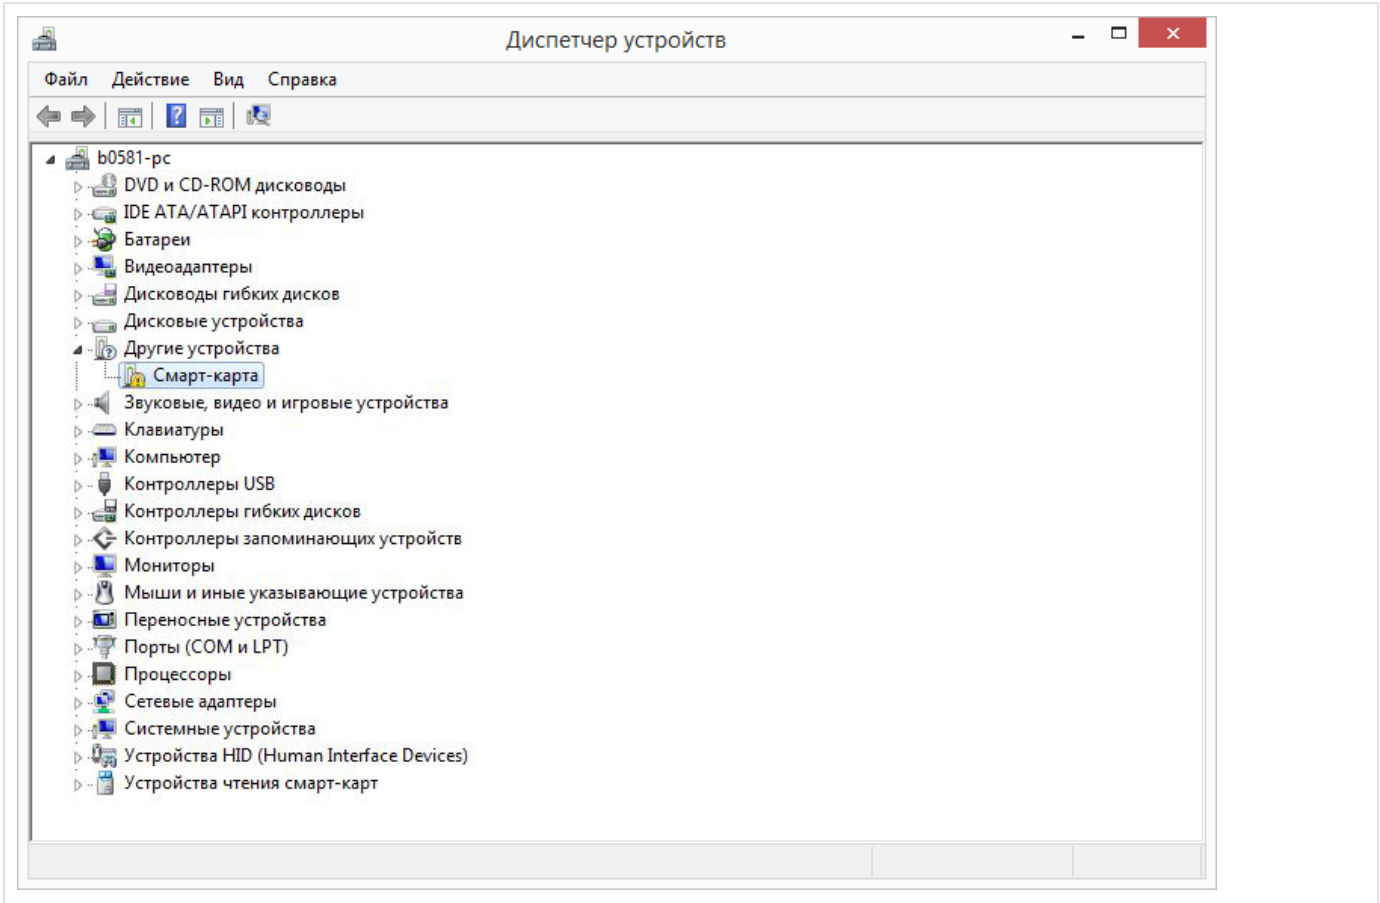 Диспетчер устройств
Файл Действие Вид Справка
b0581-pc
DVD и CD-ROM дисководы
IDE ATA/ATAPI контроллеры
Батареи
Видеоадаптеры
Дисководы гибких дисков
Дисковые устройства
Другие устройства
Смарт-карта
Звуковые, видео и игровые устройства
Клавиатуры
Компьютер
Контроллеры USB
Контроллеры гибких дисков
Контроллеры запоминающих устройств
Мониторы
Мыши и иные указывающие устройства
Переносные устройства
Порты (COM и LPT)
Процессоры
Сетевые адаптеры
Системные устройства
Устройства HID (Human Interface Devices)
Устройства чтения смарт-карт